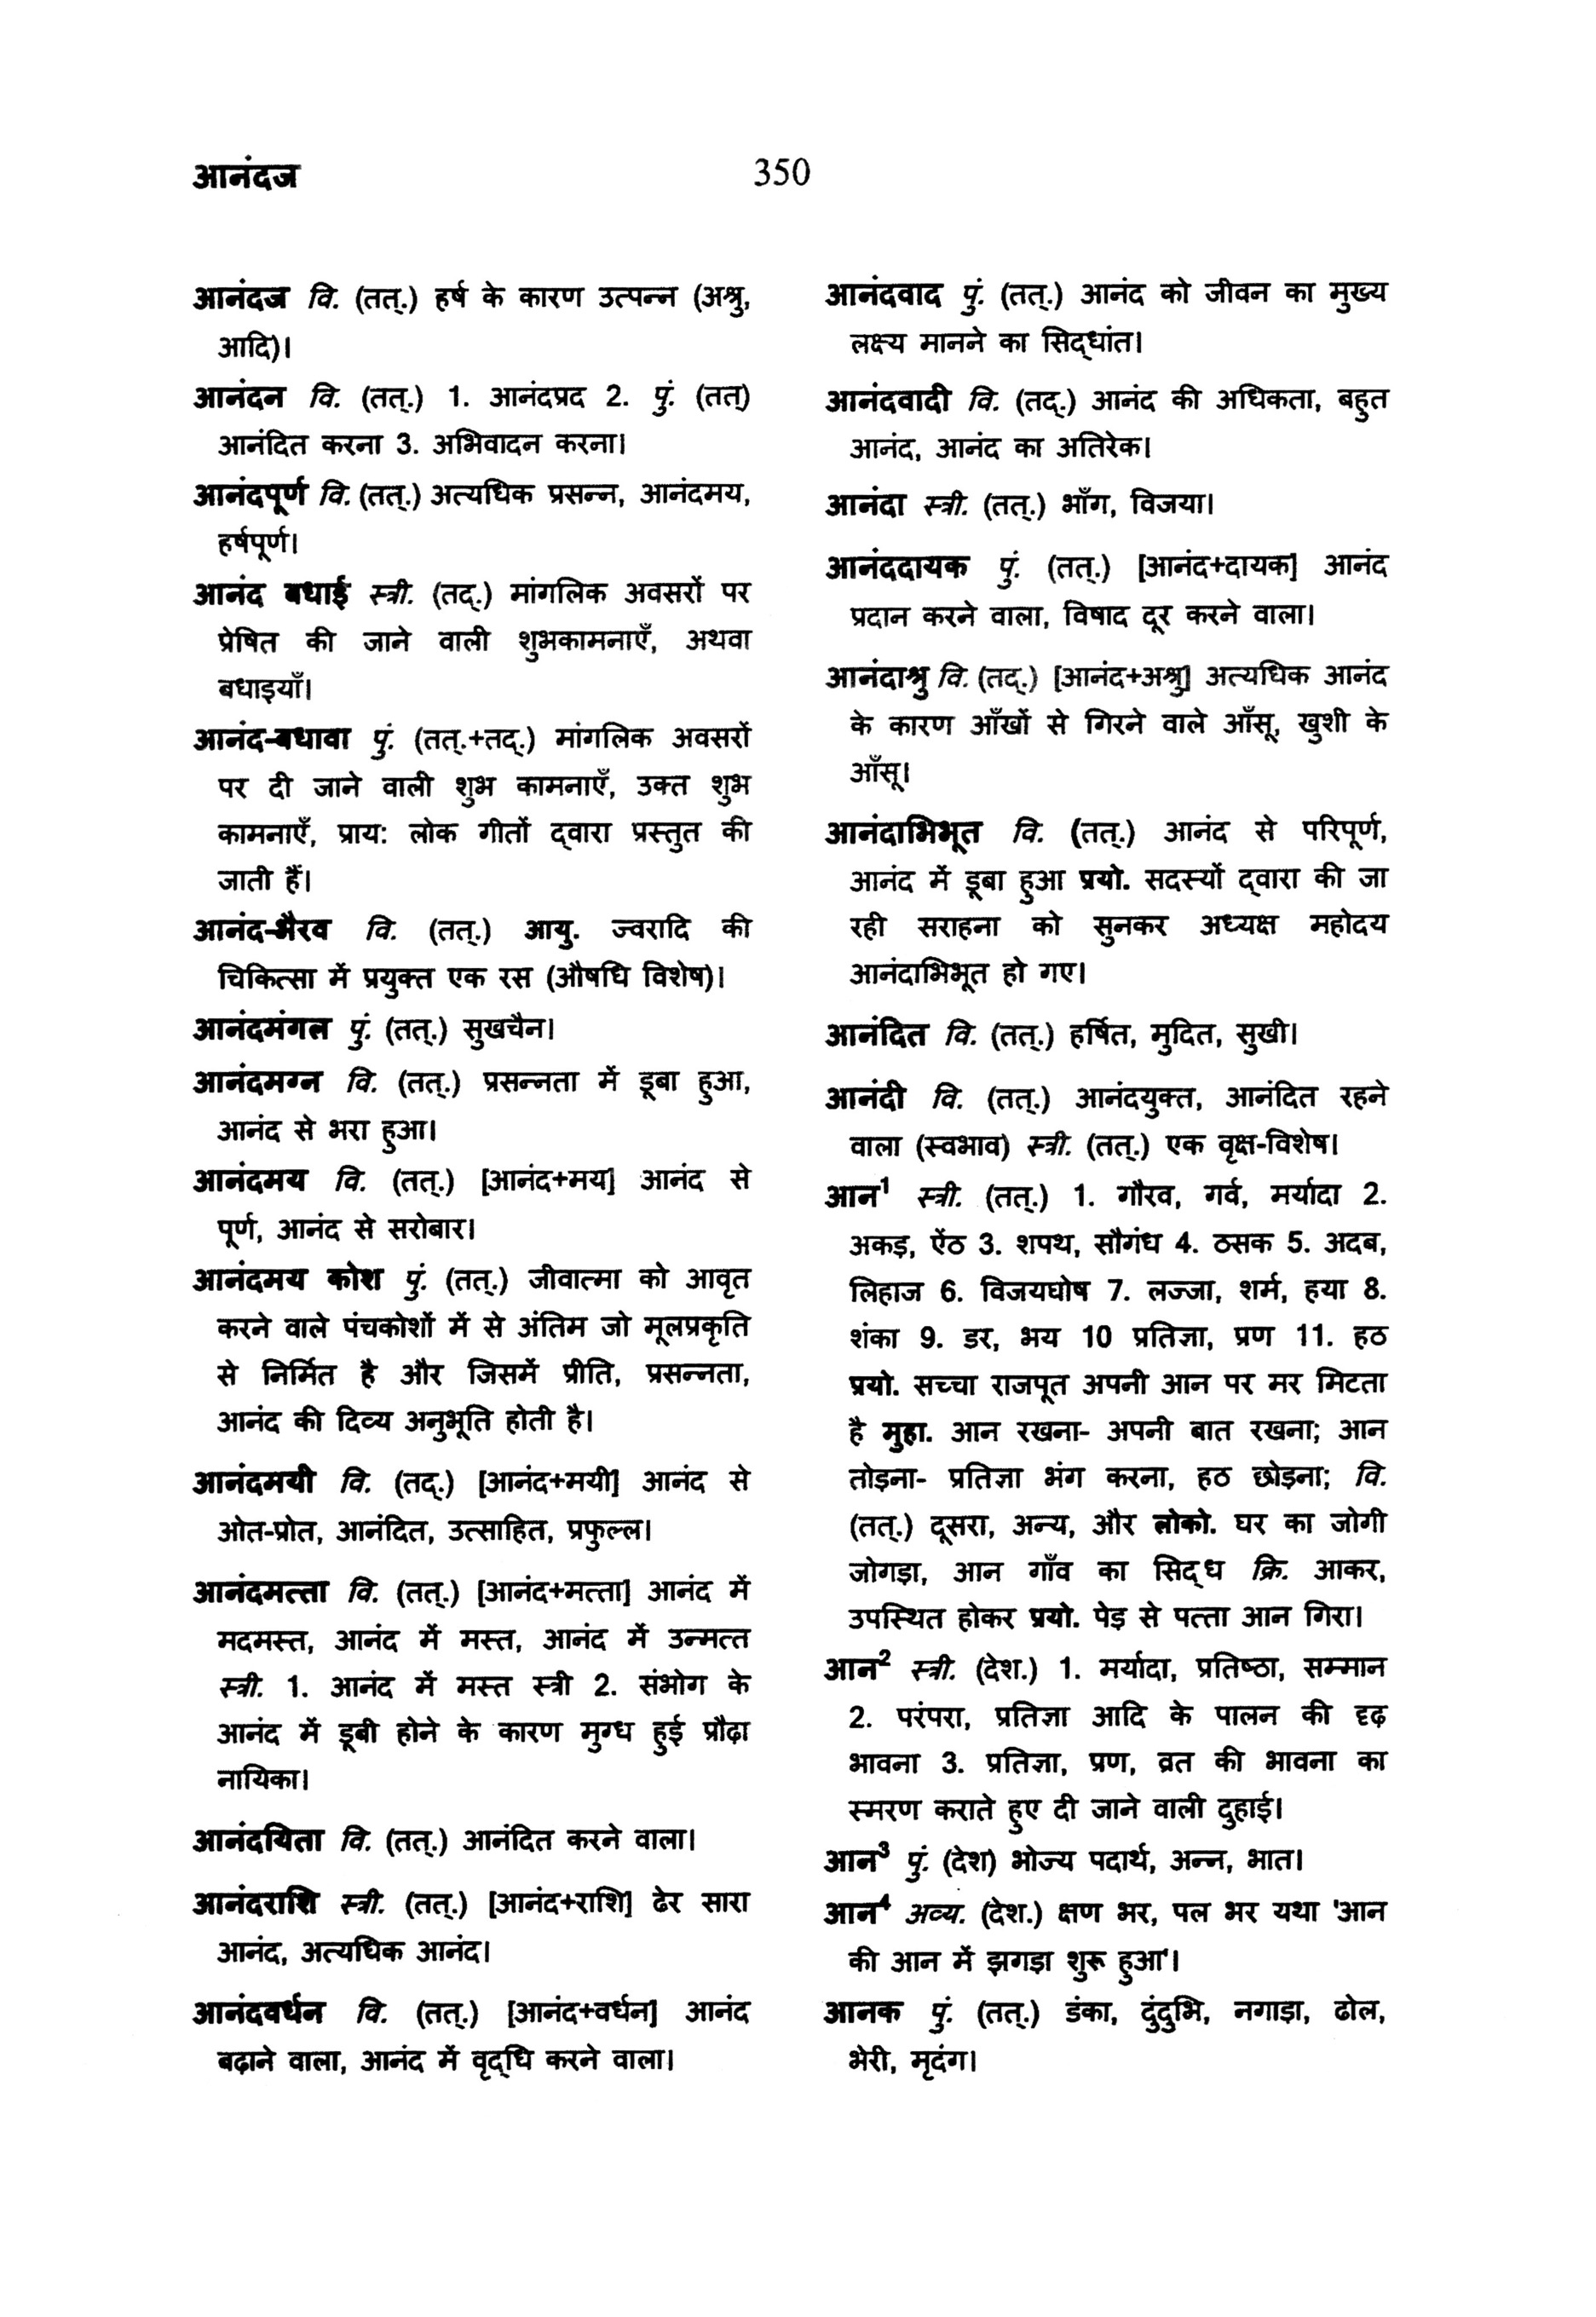 आनंदज
350
आनंदज वि. (तत्.) हर्ष के कारण उत्पन्न (अश्रु,
आदि)।
आनंदन वि. (तत्.) 1. आनंदप्रद 2. पुं. (तत्)
आनंदित करना 3. अभिवादन करना।
आनंदपूर्ण वि. (तत्.) अत्यधिक प्रसन्न, आनंदमय,
हर्षपूर्ण।
आनंद बधाई स्त्री. (तद्.) मांगलिक अवसरों पर
प्रेषित की जाने वाली शुभकामनाएँ, अथवा
बधाइयाँ।
आनंद-बधावा पुं. (तत्.+तद्.) मांगलिक अवसरों
पर दी जाने वाली शुभ कामनाएँ, उक्त शुभ
कामनाएँ, प्राय: लोक गीतों द्वारा प्रस्तुत की
जाती हैं।
आनंद-भैरव वि. (तत्.) आयु. ज्वरादि की
चिकित्सा में प्रयुक्त एक रस (औषधि विशेष)।
आनंदमंगल पुं. (तत्.) सुखचैन।
आनंदमग्न वि. (तत्.) प्रसन्नता में डूबा हुआ,
आनंद से भरा हुआ।
आनंदमय वि. (तत्.) [आनंद+मय] आनंद से
पूर्ण, आनंद से सरोबार।
आनंदमय कोश पुं. (तत्.) जीवात्मा को आवृत
करने वाले पंचकोशों में से अंतिम जो मूलप्रकृति
से निर्मित है और जिसमें प्रीति, प्रसन्नता,
आनंद की दिव्य अनुभूति होती है।
आनंदमयी वि. (तद्.) [आनंद+मयी] आनंद से
ओत-प्रोत, आनंदित, उत्साहित, प्रफुल्ल।
आनंदमत्ता वि. (तत्.) [आनंद+मत्ता] आनंद में
मदमस्त, आनंद में मस्त, आनंद में उन्मत्त
स्त्री. 1. आनंद में मस्त स्त्री 2. संभोग के
आनंद में डूबी होने के कारण मुग्ध हुई प्रौढ़ा
नायिका।
आनंदयिता वि. (तत्.) आनंदित करने वाला।
आनंदराशि स्त्री. (तत्.) [आनंद+राशि] ढेर सारा
आनंद, अत्यधिक आनंद।
आनंदवर्धन वि. (तत्.) [आनंद+वर्धन] आनंद
बढ़ाने वाला, आनंद में वृद्धि करने वाला।
आनंदवाद पुं. (तत्.) आनंद को जीवन का मुख्य
लक्ष्य मानने का सिद्धांत।
आनंदवादी वि. (तद्.) आनंद की अधिकता, बहुत
आनंद, आनंद का अतिरेक।
आनंदा स्त्री. (तत्.) भाँग, विजया।
आनंददायक पुं. (तत्.) [आनंद+दायक] आनंद
प्रदान करने वाला, विषाद दूर करने वाला।
आनंदाश्रु वि. (तद्.) [आनंद+अश्रु] अत्यधिक आनंद
के कारण आँखों से गिरने वाले आँसू, खुशी के
आँसू।
आनंदाभिभूत वि. (तत्.) आनंद से परिपूर्ण,
आनंद में डूबा हुआ प्रयो. सदस्यों द्वारा की जा
रही सराहना को सुनकर अध्यक्ष महोदय
आनंदाभिभूत हो गए।
आनंदित वि. (तत्.) हर्षित, मुदित, सुखी।
आनंदी वि. (तत्.) आनंदयुक्त, आनंदित रहने
वाला (स्वभाव) स्त्री. (तत्.) एक वृक्ष-विशेष।
आन¹ स्त्री. (तत्.) 1. गौरव, गर्व, मर्यादा 2.
अकड़, ऐंठ 3. शपथ, सौगंध 4. ठसक 5. अदब,
लिहाज 6. विजयघोष 7. लज्जा, शर्म, हया 8.
शंका 9. डर, भय 10 प्रतिज्ञा, प्रण 11. हठ
प्रयो. सच्चा राजपूत अपनी आन पर मर मिटता
है मुहा. आन रखना- अपनी बात रखना; आन
तोड़ना- प्रतिज्ञा भंग करना, हठ छोड़ना; वि.
(तत्.) दूसरा, अन्य, और लोको. घर का जोगी
जोगड़ा, आन गाँव का सिद्ध क्रि. आकर,
उपस्थित होकर प्रयो. पेड़ से पत्ता आन गिरा।
आन² स्त्री. (देश.) 1. मर्यादा, प्रतिष्ठा, सम्मान
2. परंपरा, प्रतिज्ञा आदि के पालन की दृढ़
भावना 3. प्रतिज्ञा, प्रण, व्रत की भावना का
स्मरण कराते हुए दी जाने वाली दुहाई।
आन³ पुं. (देश) भोज्य पदार्थ, अन्न, भात।
आन⁴ अव्य. (देश.) क्षण भर, पल भर यथा 'आन
की आन में झगड़ा शुरू हुआ'।
आनक पुं. (तत्.) डंका, दुंदुभि, नगाड़ा, ढोल,
भेरी, मृदंग।